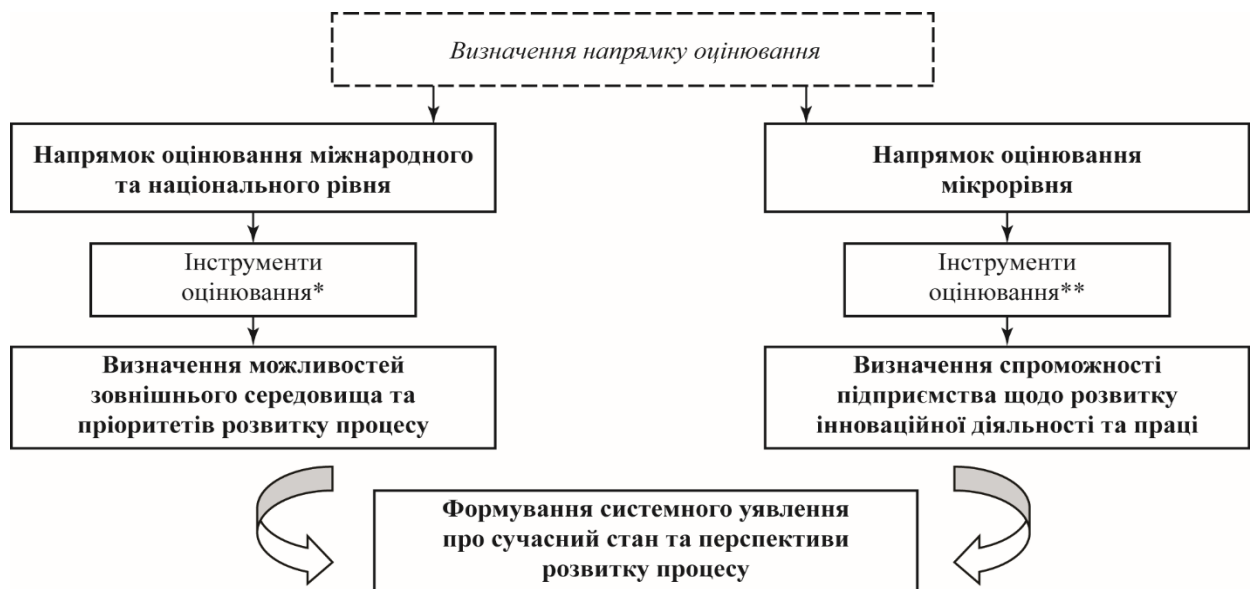 Визначення напрямку оцінювання
Напрямок оцінювання міжнародного
та національного рівня
Напрямок оцінювання
мікрорівня
Інструменти
оцінювання*
Інструменти
оцінювання**
Визначення можливостей
зовнішнього середовища та
пріоритетів розвитку процесу
Визначення спроможності
підприємства щодо розвитку
інноваційної діяльності та праці
Формування системного уявлення
про сучасний стан та перспективи
розвитку процесу